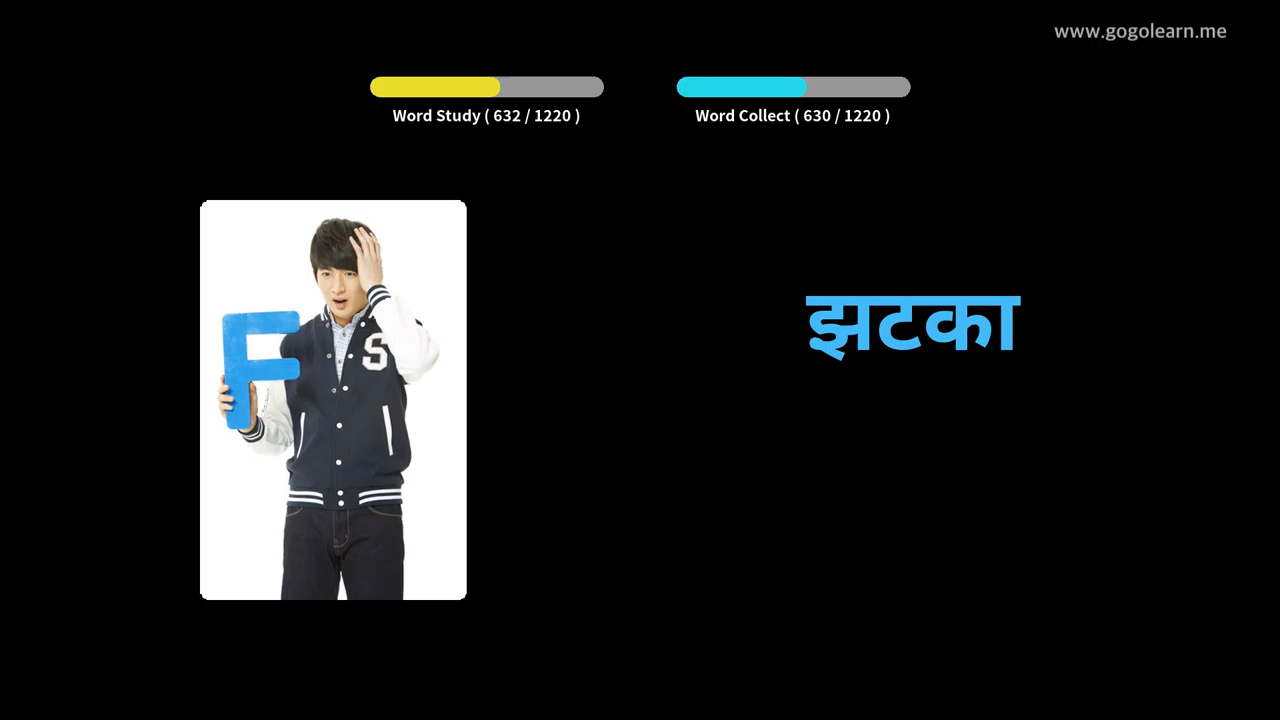 www.gogolearn.me
Word Study ( 632 / 1220 )
Word Collect ( 630 / 1220 )
F
S
झटका